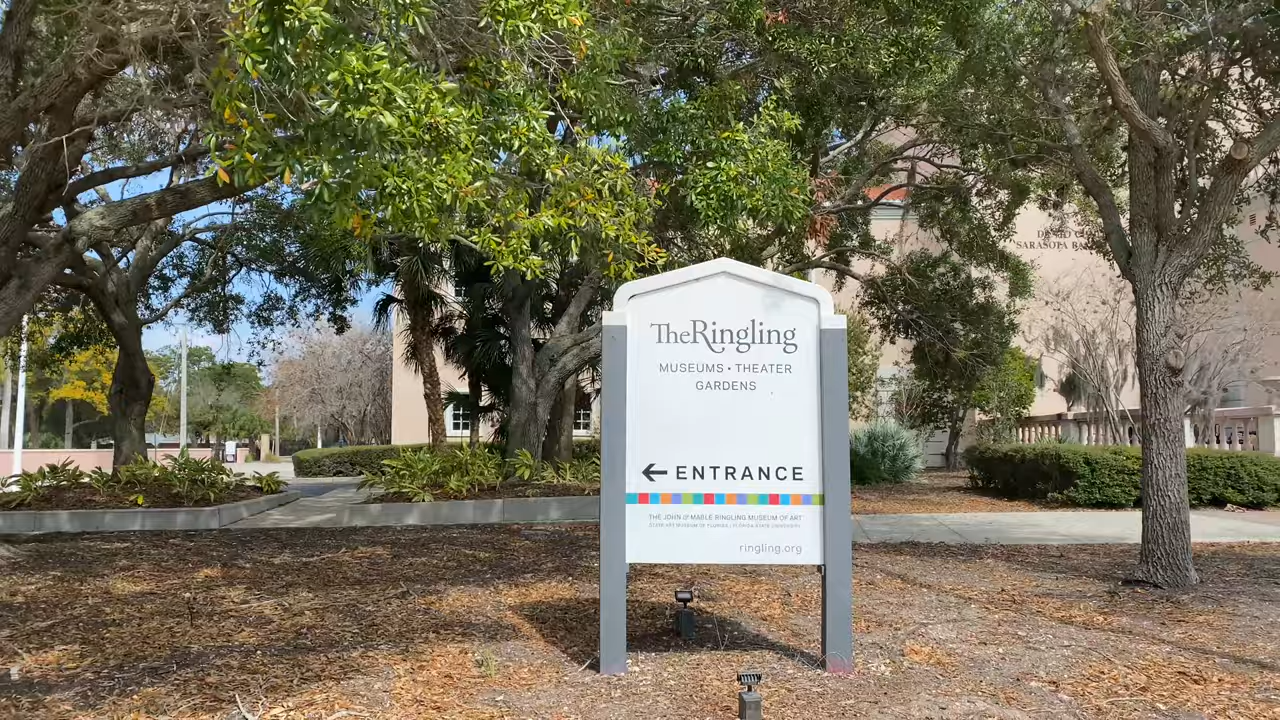 TheRingling
MUSEUMS • THEATER
GARDENS
← ENTRANCE
THE JOHN & MABLE RINGLING MUSEUM OF ART
STATE ART MUSEUM OF FLORIDA | FLORIDA STATE UNIVERSITY
ringling.org
SARASOTA